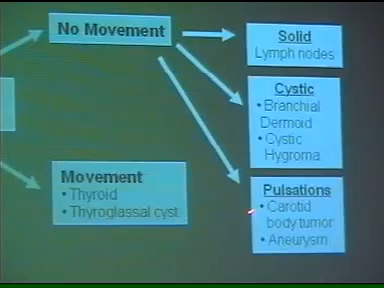 No Movement
Solid
Lymph nodes
Cystic
• Branchial
Dermoid
• Cystic
Hygroma
Movement
• Thyroid
• Thyroglassal cyst
Pulsations
• Carotid
body tumor
• Aneurysm